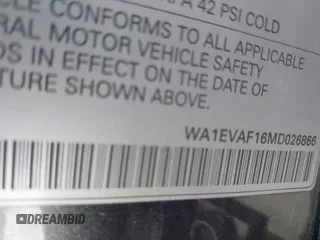 A 42 PSI COLD
CONFORMS TO ALL APPLICABLE
RAL MOTOR VEHICLE SAFETY
DS IN EFFECT ON THE DATE OF
TURE SHOWN ABOVE.
WA1EVAF16MD026866
IDREAMBID